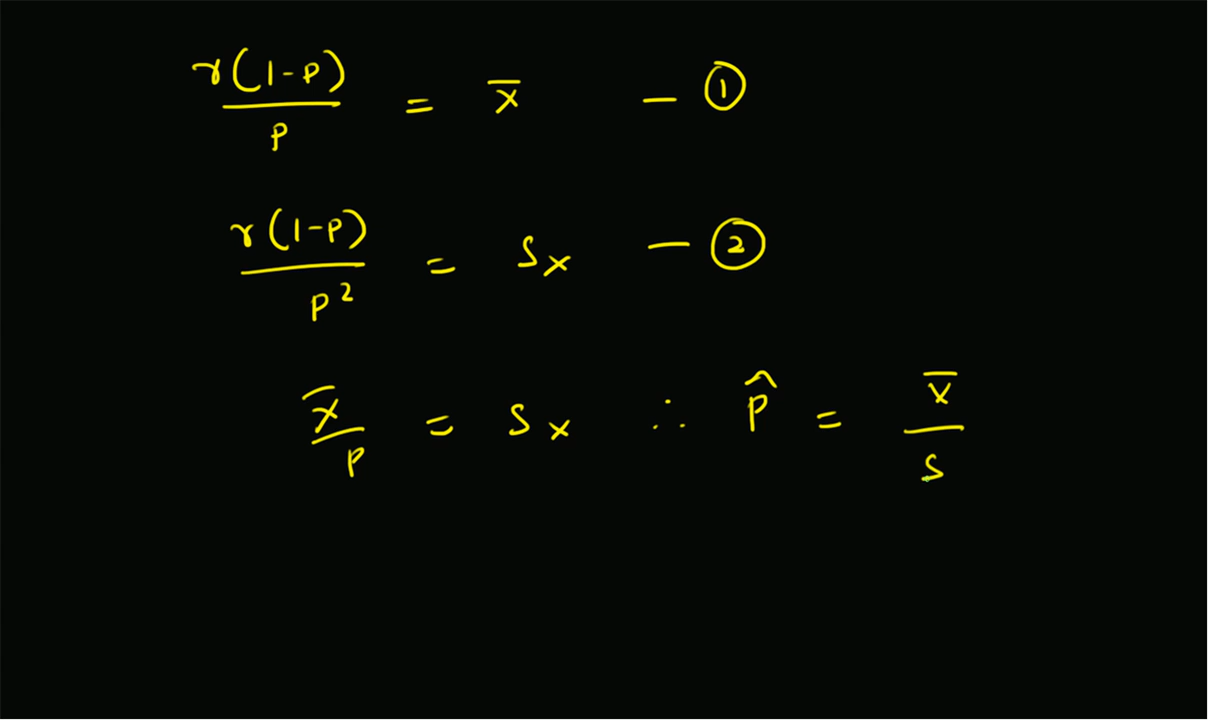 r(1-p)/p = x̄ - ①
r(1-p)/p² = Sx - ②
x̄/p = Sx ∴ p̂ = x̄/S